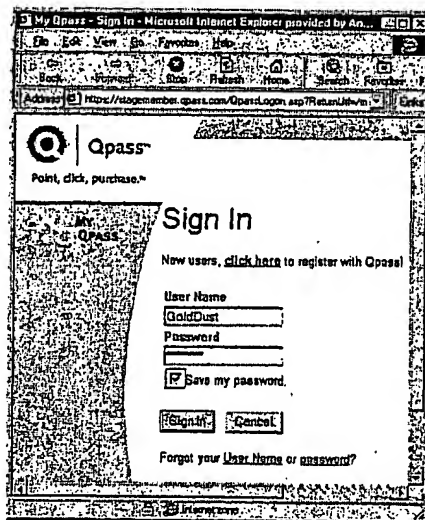 My Qpass - Sign In - Microsoft Internet Explorer provided by An...
File Edit View Go Favorites Help
Back Forward Stop Refresh Home Search Favorites
Address https://stagemember.qpass.com/QpassLogon.asp?ReturnUrl=/m Links
Qpass™
Point, click, purchase.™
MY
QPASS
Sign In
New users, click here to register with Qpass!
User Name
GoldDust
Password
Save my password.
Sign In Cancel
Forgot your User Name or password?
Internet zone